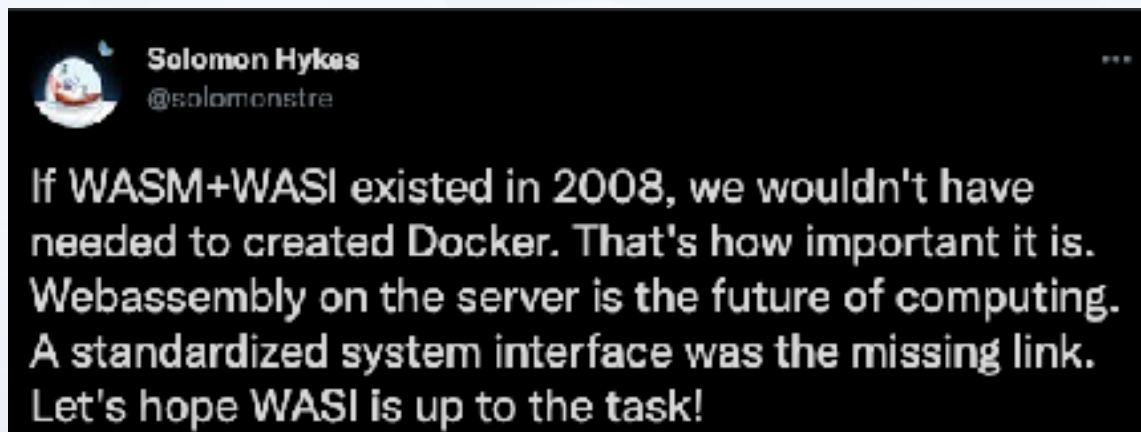 Solomon Hykes
@solomonstre
If WASM+WASI existed in 2008, we wouldn't have
needed to created Docker. That's how important it is.
Webassembly on the server is the future of computing.
A standardized system interface was the missing link.
Let's hope WASI is up to the task!